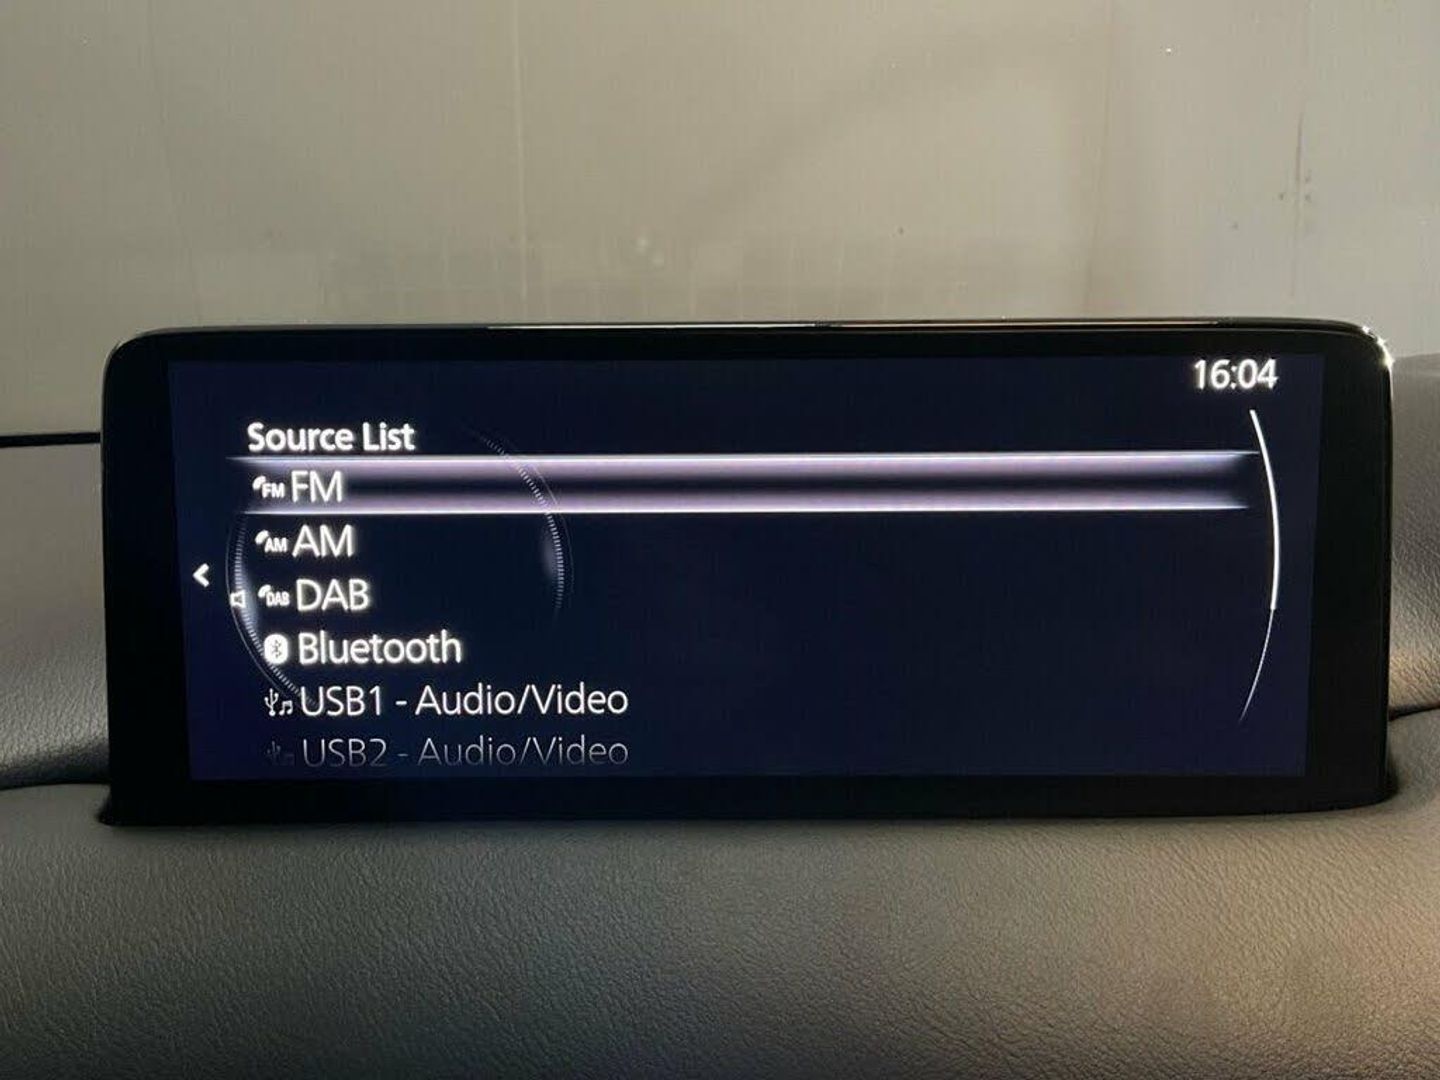 16:04
Source List
FM FM
AM AM
DAB DAB
Bluetooth
USB1 - Audio/Video
USB2 - Audio/Video